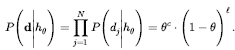 P(𝐝|h_θ) = ∏_{j=1}^{N} P(d_j|h_θ) = θ^c · (1 − θ)^ℓ.